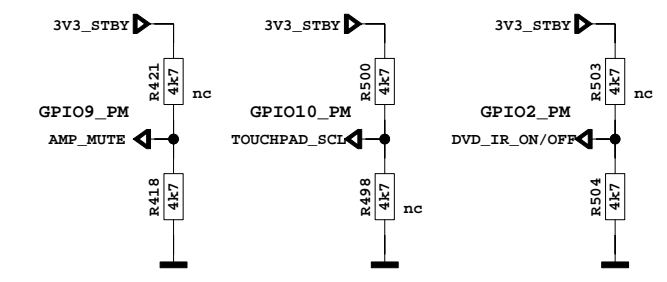 3V3_STBY
R421
4k7
nc
GPIO9_PM
AMP_MUTE
R418
4k7
3V3_STBY
R500
4k7
GPIO10_PM
TOUCHPAD_SCL
R498
4k7
nc
3V3_STBY
R503
4k7
nc
GPIO2_PM
DVD_IR_ON/OFF
R504
4k7